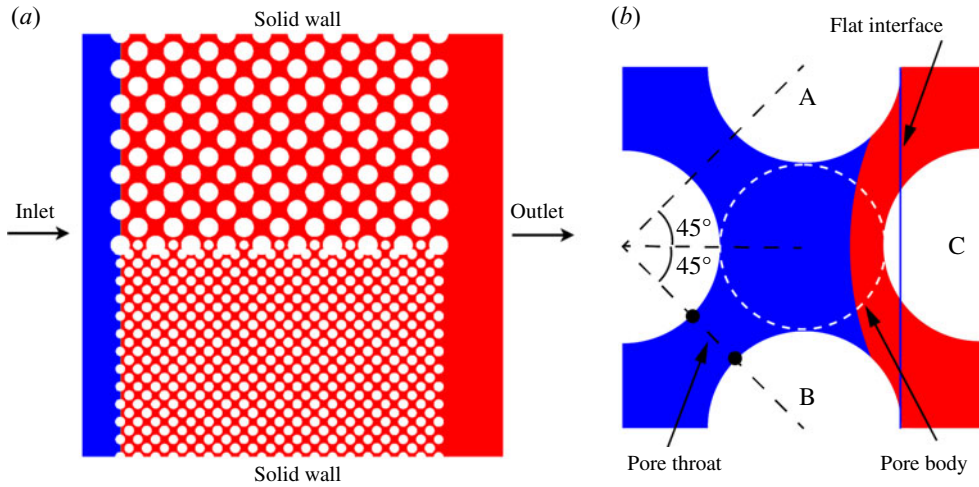 (a)
Solid wall
Inlet
Outlet
Solid wall
(b)
Flat interface
A
45°
45°
C
B
Pore throat
Pore body